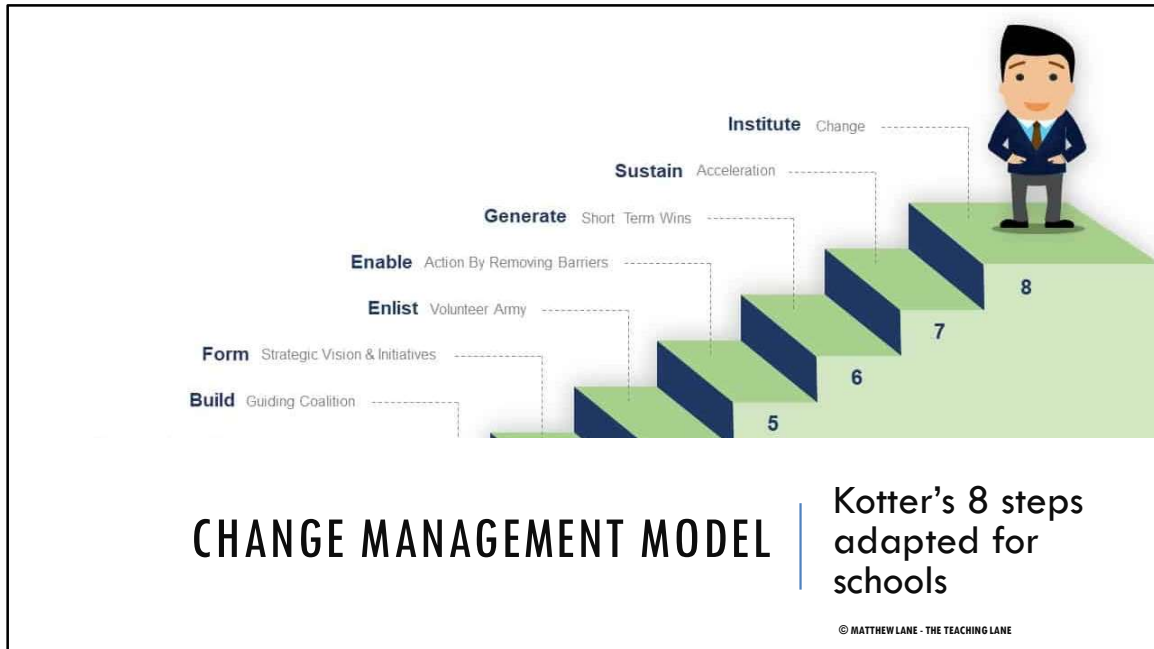 Institute Change
Sustain Acceleration
Generate Short Term Wins
Enable Action By Removing Barriers
Enlist Volunteer Army
Form Strategic Vision & Initiatives
Build Guiding Coalition
8
7
6
5
CHANGE MANAGEMENT MODEL
Kotter’s 8 steps
adapted for
schools
© MATTHEW LANE - THE TEACHING LANE